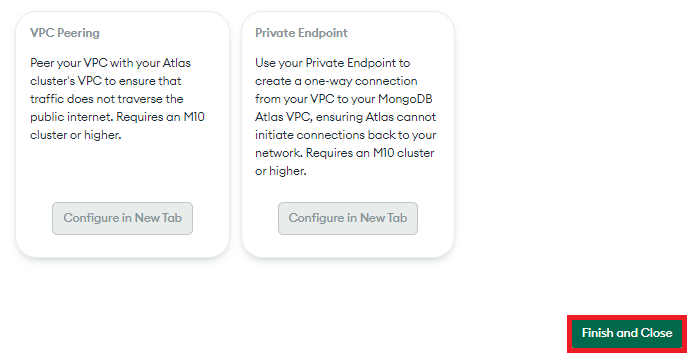 VPC Peering
Peer your VPC with your Atlas
cluster's VPC to ensure that
traffic does not traverse the
public internet. Requires an M10
cluster or higher.
Configure in New Tab
Private Endpoint
Use your Private Endpoint to
create a one-way connection
from your VPC to your MongoDB
Atlas VPC, ensuring Atlas cannot
initiate connections back to your
network. Requires an M10 cluster
or higher.
Configure in New Tab
Finish and Close